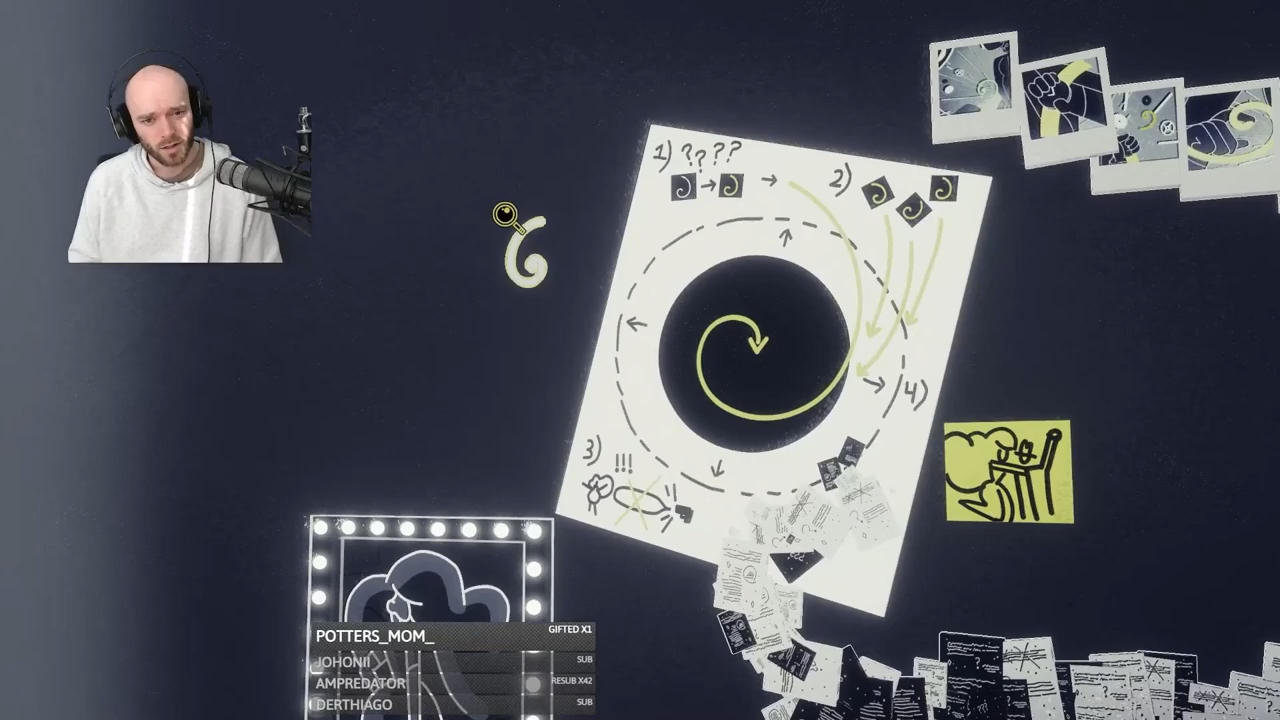 1) ????
2)
4)
3)
!!!
POTTERS_MOM_ GIFTED X1
JOHONII SUB
AMPREDATOR RESUB X42
DERTHIAGO SUB